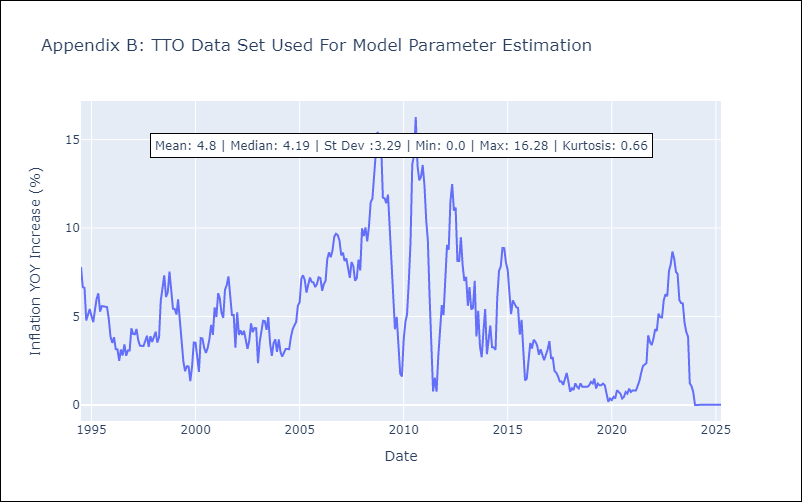 Appendix B: TTO Data Set Used For Model Parameter Estimation
Mean: 4.8 | Median: 4.19 | St Dev :3.29 | Min: 0.0 | Max: 16.28 | Kurtosis: 0.66
Inflation YOY Increase (%)
15
10
5
0
1995
2000
2005
2010
2015
2020
2025
Date